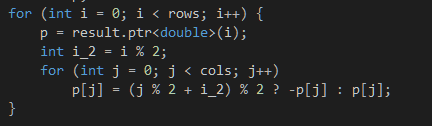 for (int i = 0; i < rows; i++) {
p = result.ptr<double>(i);
int i_2 = i % 2;
for (int j = 0; j < cols; j++)
p[j] = (j % 2 + i_2) % 2 ? -p[j] : p[j];
}